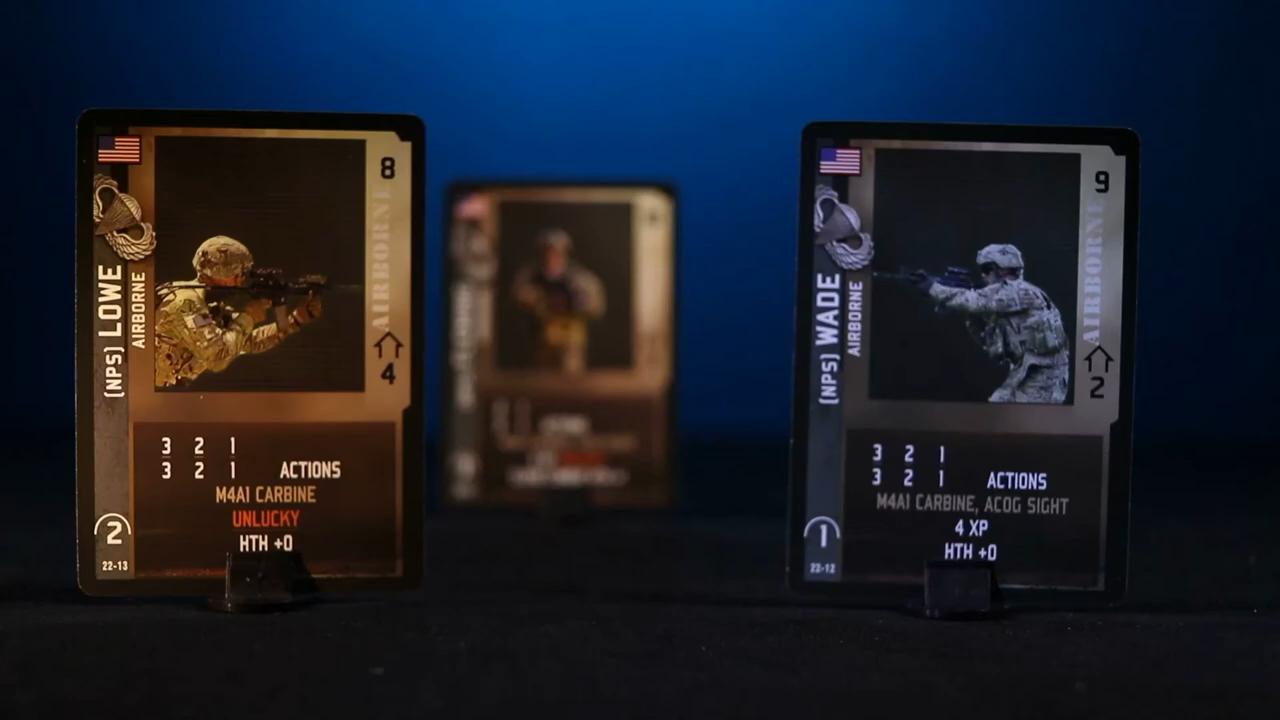 8
AIRBORNE
4
(NPS) LOWE
AIRBORNE
3 2 1
3 2 1 ACTIONS
M4A1 CARBINE
UNLUCKY
HTH +0
2
22-13
9
AIRBORNE
2
(NPS) WADE
AIRBORNE
3 2 1
3 2 1 ACTIONS
M4A1 CARBINE, ACOG SIGHT
4 XP
HTH +0
1
22-12